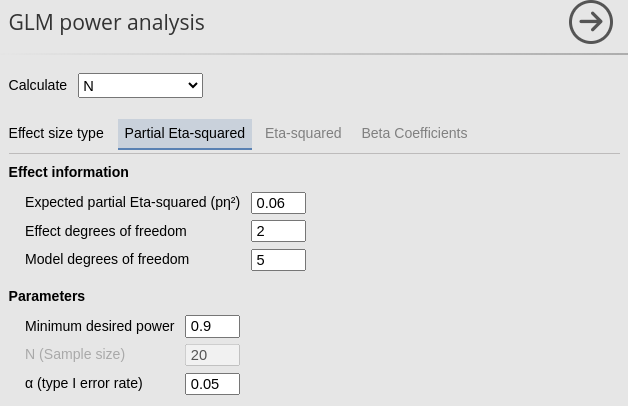 GLM power analysis
Calculate N
Effect size type Partial Eta-squared Eta-squared Beta Coefficients
Effect information
Expected partial Eta-squared (pη²) 0.06
Effect degrees of freedom 2
Model degrees of freedom 5
Parameters
Minimum desired power 0.9
N (Sample size) 20
α (type I error rate) 0.05